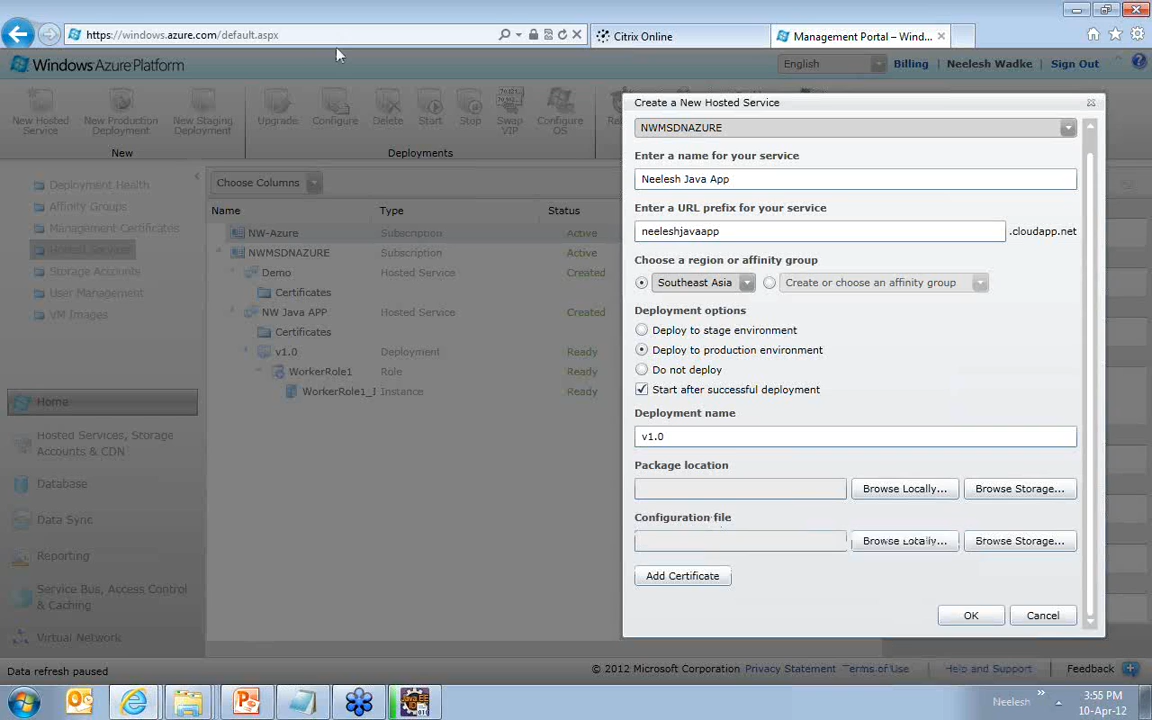 https://windows.azure.com/default.aspx
Citrix Online
Management Portal – Wind...
Windows Azure Platform
English
Billing
Neelesh Wadke
Sign Out
New Hosted Service
New Production Deployment
New Staging Deployment
Upgrade
Configure
Delete
Start
Stop
Swap VIP
Configure OS
New
Deployments
Deployment Health
Affinity Groups
Management Certificates
Hosted Services
Storage Accounts
User Management
VM Images
Home
Hosted Services, Storage
Accounts & CDN
Database
Data Sync
Reporting
Service Bus, Access Control
& Caching
Virtual Network
Choose Columns
Name Type Status
NW-Azure Subscription Active
NWMSDNAZURE Subscription Active
Demo Hosted Service Created
Certificates
NW Java APP Hosted Service Created
Certificates
v1.0 Deployment Ready
WorkerRole1 Role Ready
WorkerRole1_I Instance Ready
Create a New Hosted Service
NWMSDNAZURE
Enter a name for your service
Neelesh Java App
Enter a URL prefix for your service
neeleshjavaapp .cloudapp.net
Choose a region or affinity group
Southeast Asia Create or choose an affinity group
Deployment options
Deploy to stage environment
Deploy to production environment
Do not deploy
Start after successful deployment
Deployment name
v1.0
Package location
Browse Locally... Browse Storage...
Configuration file
Browse Locally... Browse Storage...
Add Certificate
OK Cancel
Data refresh paused
© 2012 Microsoft Corporation Privacy Statement Terms of Use Help and Support Feedback
Neelesh
3:55 PM
10-Apr-12